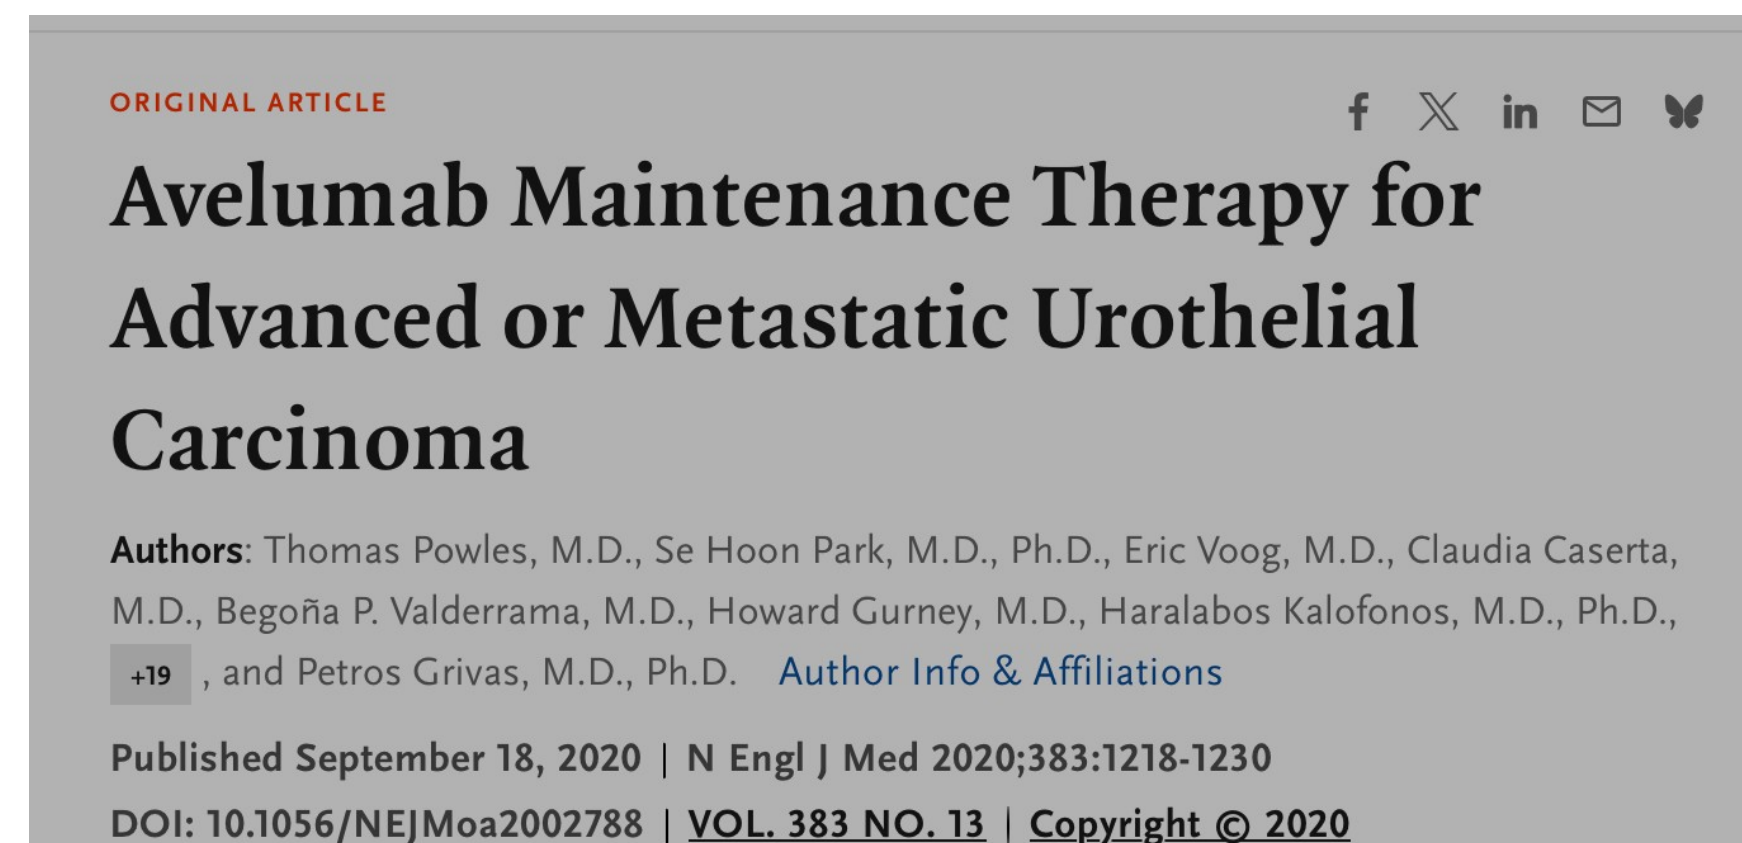 ORIGINAL ARTICLE
Avelumab Maintenance Therapy for
Advanced or Metastatic Urothelial
Carcinoma
Authors: Thomas Powles, M.D., Se Hoon Park, M.D., Ph.D., Eric Voog, M.D., Claudia Caserta,
M.D., Begoña P. Valderrama, M.D., Howard Gurney, M.D., Haralabos Kalofonos, M.D., Ph.D.,
+19 , and Petros Grivas, M.D., Ph.D. Author Info & Affiliations
Published September 18, 2020 | N Engl J Med 2020;383:1218-1230
DOI: 10.1056/NEJMoa2002788 | VOL. 383 NO. 13 | Copyright © 2020